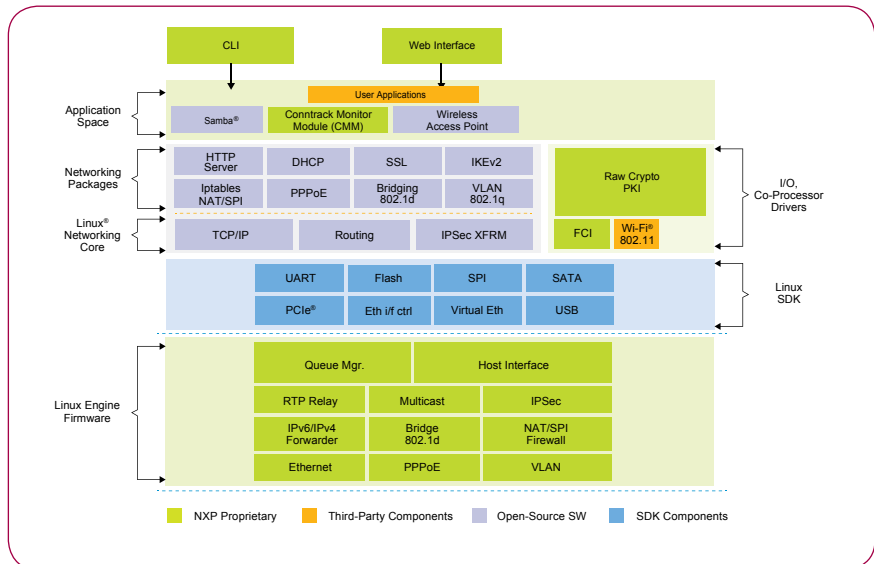 CLI
Web Interface
Application
Space
User Applications
Samba®
Conntrack Monitor
Module (CMM)
Wireless
Access Point
Networking
Packages
HTTP
Server
DHCP
SSL
IKEv2
Iptables
NAT/SPI
PPPoE
Bridging
802.1d
VLAN
802.1q
Raw Crypto
PKI
I/O,
Co-Processor
Drivers
Linux®
Networking
Core
TCP/IP
Routing
IPSec XFRM
FCI
Wi-Fi®
802.11
UART
Flash
SPI
SATA
PCIe®
Eth i/f ctrl
Virtual Eth
USB
Linux
SDK
Linux Engine
Firmware
Queue Mgr.
Host Interface
RTP Relay
Multicast
IPSec
IPv6/IPv4
Forwarder
Bridge
802.1d
NAT/SPI
Firewall
Ethernet
PPPoE
VLAN
NXP Proprietary
Third-Party Components
Open-Source SW
SDK Components